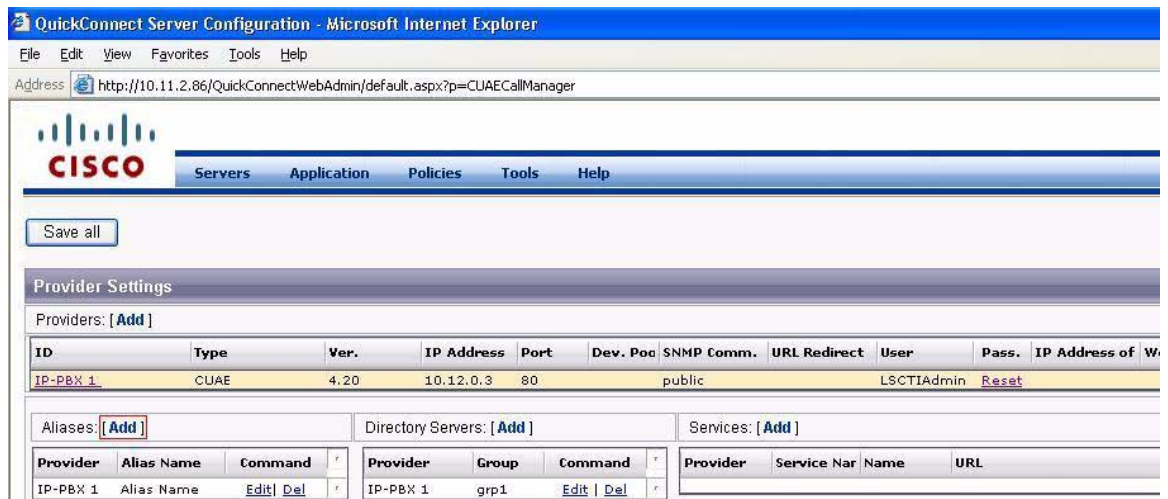 QuickConnect Server Configuration - Microsoft Internet Explorer
File Edit View Favorites Tools Help
Address http://10.11.2.86/QuickConnectWebAdmin/default.aspx?p=CUAECallManager
CISCO
Servers Application Policies Tools Help
Save all
Provider Settings
Providers: [ Add ]
ID Type Ver. IP Address Port Dev. Poo SNMP Comm. URL Redirect User Pass. IP Address of
IP-PBX 1 CUAE 4.20 10.12.0.3 80 public LSCTIAdmin Reset
Aliases: [ Add ] Directory Servers: [ Add ] Services: [ Add ]
Provider Alias Name Command Provider Group Command Provider Service Nar Name URL
IP-PBX 1 Alias Name Edit| Del IP-PBX 1 grp1 Edit | Del